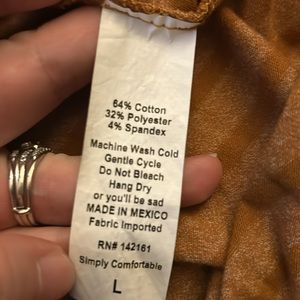 64% Cotton
32% Polyester
4% Spandex
Machine Wash Cold
Gentle Cycle
Do Not Bleach
Hang Dry
or you'll be sad
MADE IN MEXICO
Fabric Imported
RN# 142161
Simply Comfortable
L